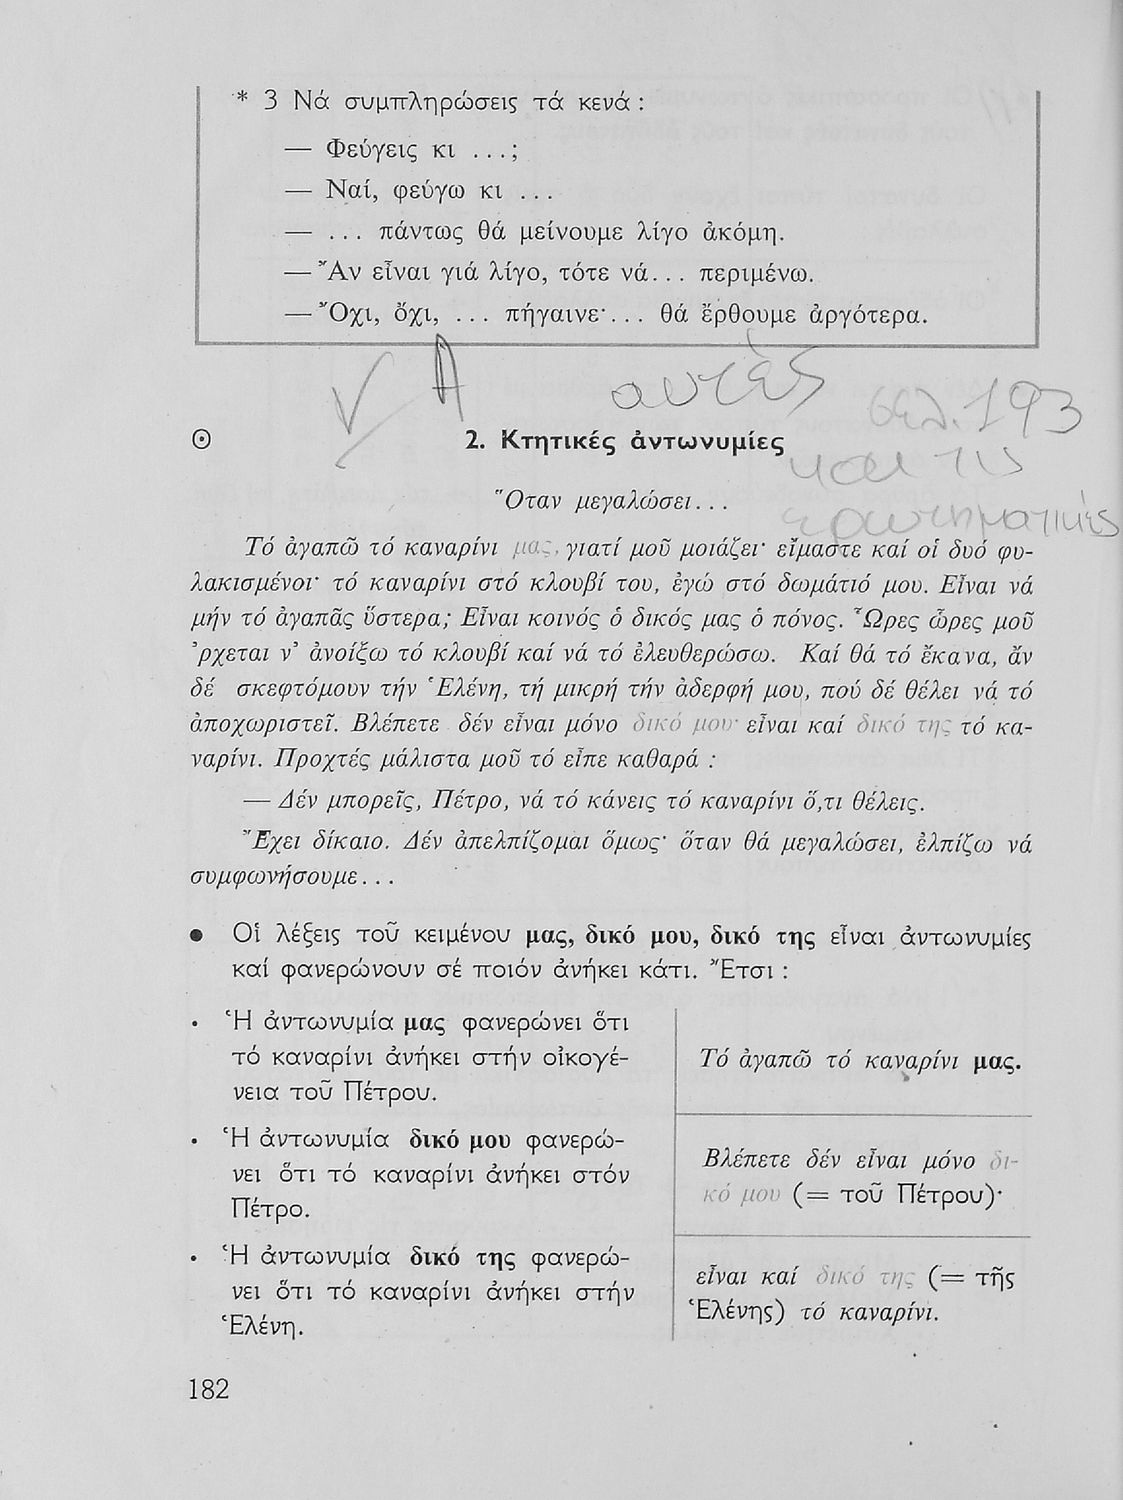 * 3 Νά συμπληρώσεις τά κενά :
— Φεύγεις κι ...;
— Ναί, φεύγω κι ...
— ... πάντως θά μείνουμε λίγο ἀκόμη.
— Ἄν εἶναι γιά λίγο, τότε νά... περιμένω.
— Ὄχι, ὄχι, ... πήγαινε· ... θά ἔρθουμε ἀργότερα.
Α αυτές
σελ. 193
⊙ 2. Κτητικές ἀντωνυμίες
και τις
ερωτηματικές
Ὅταν μεγαλώσει...
Τό ἀγαπῶ τό καναρίνι μας, γιατί μοῦ μοιάζει· εἴμαστε καί οἱ δυό φυ-
λακισμένοι· τό καναρίνι στό κλουβί του, ἐγώ στό δωμάτιό μου. Εἶναι νά
μήν τό ἀγαπᾶς ὕστερα; Εἶναι κοινός ὁ δικός μας ὁ πόνος. Ὧρες ὧρες μοῦ
'ρχεται ν' ἀνοίξω τό κλουβί καί νά τό ἐλευθερώσω. Καί θά τό ἔκανα, ἄν
δέ σκεφτόμουν τήν Ἑλένη, τή μικρή τήν ἀδερφή μου, πού δέ θέλει νά τό
ἀποχωριστεῖ. Βλέπετε δέν εἶναι μόνο δικό μου· εἶναι καί δικό της τό κα-
ναρίνι. Προχτές μάλιστα μοῦ τό εἶπε καθαρά :
— Δέν μπορεῖς, Πέτρο, νά τό κάνεις τό καναρίνι ὅ,τι θέλεις.
Ἔχει δίκαιο. Δέν ἀπελπίζομαι ὅμως· ὅταν θά μεγαλώσει, ἐλπίζω νά
συμφωνήσουμε...
● Οἱ λέξεις τοῦ κειμένου μας, δικό μου, δικό της εἶναι ἀντωνυμίες
καί φανερώνουν σέ ποιόν ἀνήκει κάτι. Ἔτσι :
• Ἡ ἀντωνυμία μας φανερώνει ὅτι
τό καναρίνι ἀνήκει στήν οἰκογέ-
νεια τοῦ Πέτρου.
Τό ἀγαπῶ τό καναρίνι μας.
• Ἡ ἀντωνυμία δικό μου φανερώ-
νει ὅτι τό καναρίνι ἀνήκει στόν
Πέτρο.
Βλέπετε δέν εἶναι μόνο δι-
κό μου (= τοῦ Πέτρου)·
• Ἡ ἀντωνυμία δικό της φανερώ-
νει ὅτι τό καναρίνι ἀνήκει στήν
Ἑλένη.
εἶναι καί δικό της (= τῆς
Ἑλένης) τό καναρίνι.
182